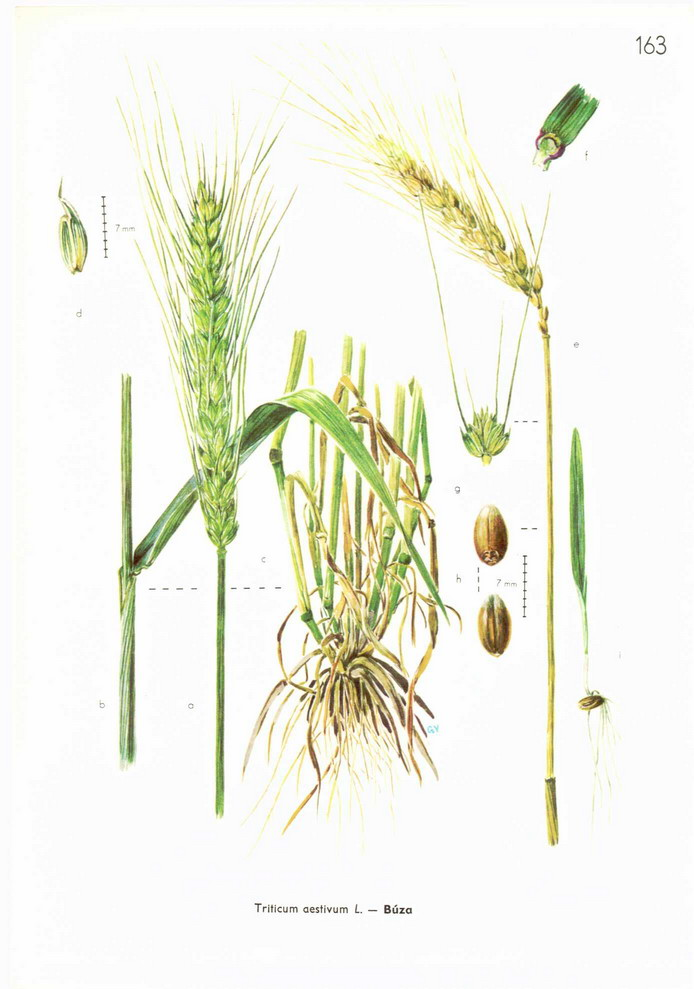 163
f
7 mm
d
e
g
c
h
7 mm
i
b
a
Triticum aestivum L. — Búza